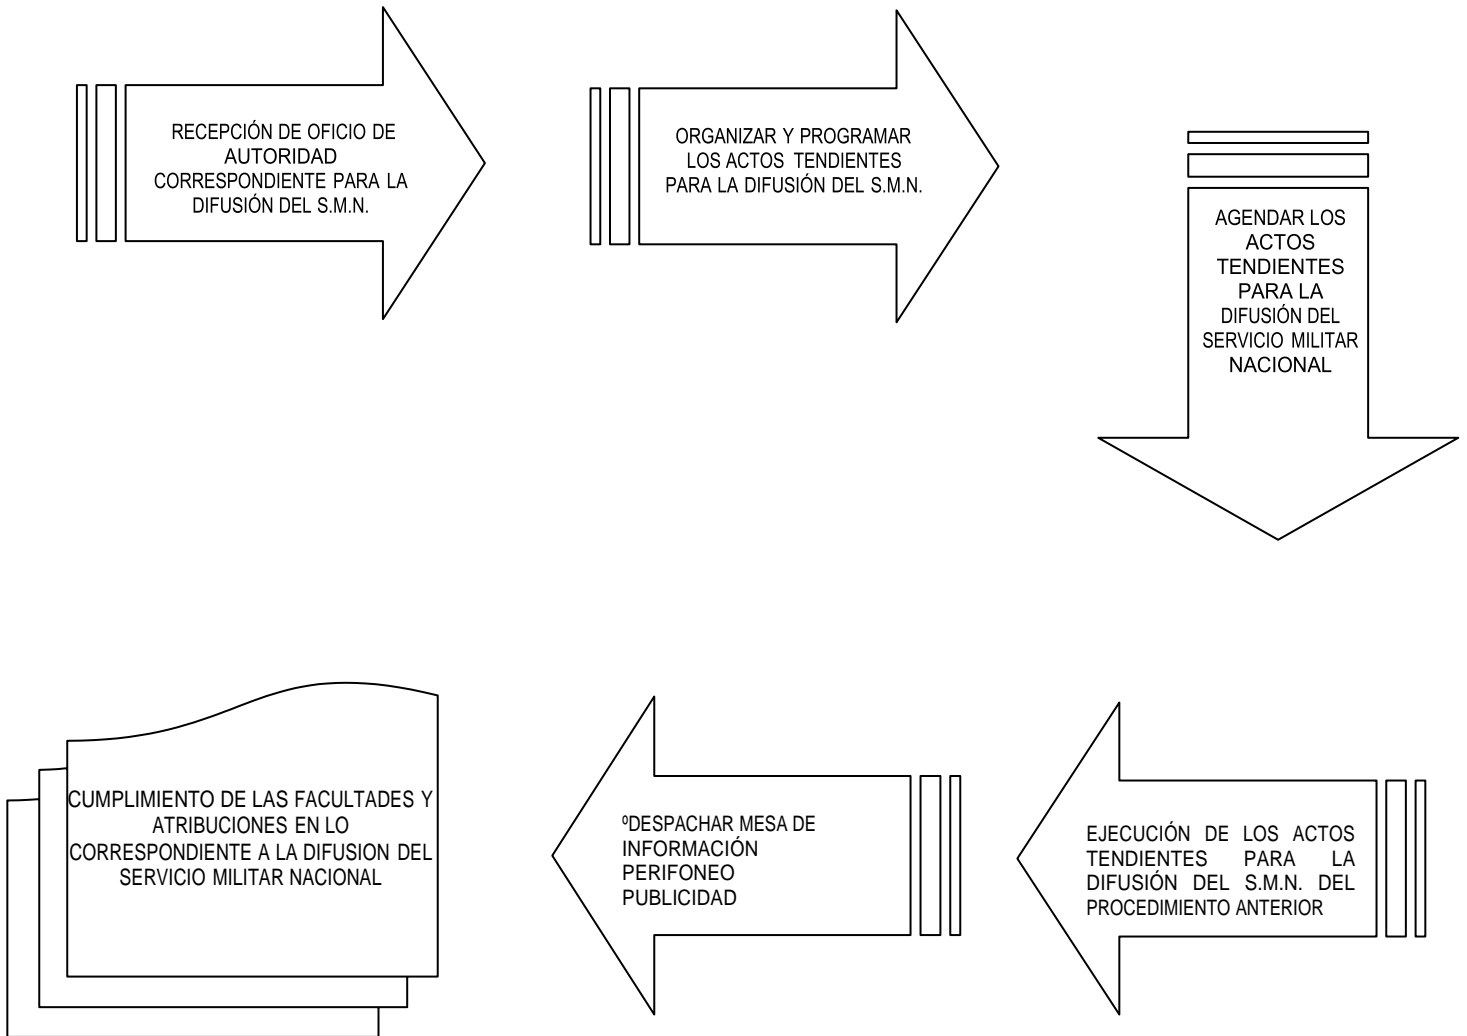 RECEPCIÓN DE OFICIO DE
AUTORIDAD
CORRESPONDIENTE PARA LA
DIFUSIÓN DEL S.M.N.
ORGANIZAR Y PROGRAMAR
LOS ACTOS TENDIENTES
PARA LA DIFUSIÓN DEL S.M.N.
AGENDAR LOS
ACTOS
TENDIENTES
PARA LA
DIFUSIÓN DEL
SERVICIO MILITAR
NACIONAL
EJECUCIÓN DE LOS ACTOS
TENDIENTES PARA LA
DIFUSIÓN DEL S.M.N. DEL
PROCEDIMIENTO ANTERIOR
ºDESPACHAR MESA DE
INFORMACIÓN
PERIFONEO
PUBLICIDAD
CUMPLIMIENTO DE LAS FACULTADES Y
ATRIBUCIONES EN LO
CORRESPONDIENTE A LA DIFUSION DEL
SERVICIO MILITAR NACIONAL